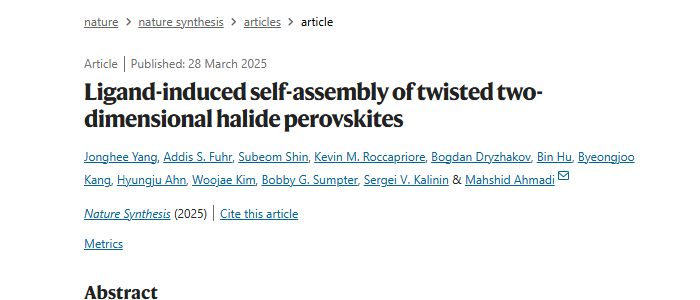 nature > nature synthesis > articles > article
Article | Published: 28 March 2025
Ligand-induced self-assembly of twisted two-
dimensional halide perovskites
Jonghee Yang, Addis S. Fuhr, Subeom Shin, Kevin M. Roccapriore, Bogdan Dryzhakov, Bin Hu, Byeongjoo
Kang, Hyungju Ahn, Woojae Kim, Bobby G. Sumpter, Sergei V. Kalinin & Mahshid Ahmadi
Nature Synthesis (2025) | Cite this article
Metrics
Abstract